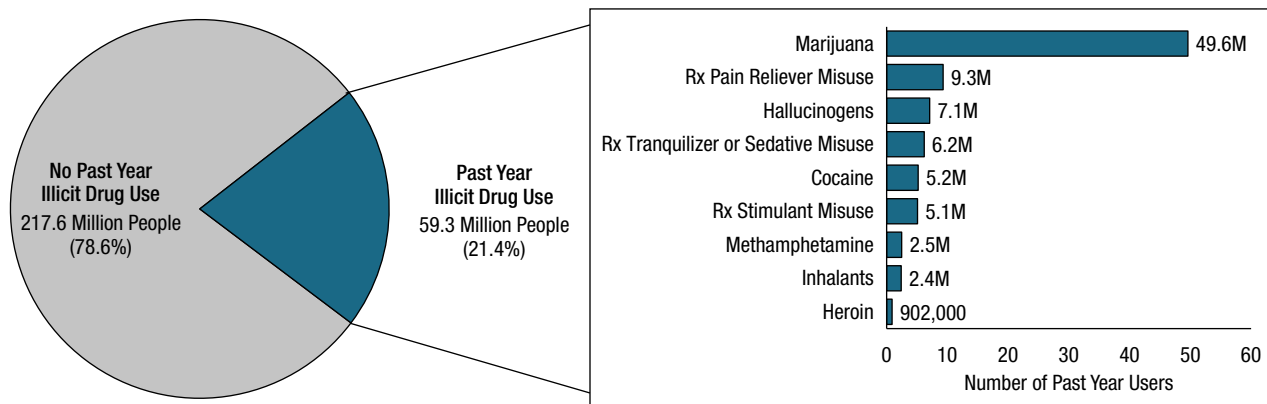 No Past Year
Illicit Drug Use
217.6 Million People
(78.6%)
Past Year
Illicit Drug Use
59.3 Million People
(21.4%)
Marijuana 49.6M
Rx Pain Reliever Misuse 9.3M
Hallucinogens 7.1M
Rx Tranquilizer or Sedative Misuse 6.2M
Cocaine 5.2M
Rx Stimulant Misuse 5.1M
Methamphetamine 2.5M
Inhalants 2.4M
Heroin 902,000
0 10 20 30 40 50 60
Number of Past Year Users